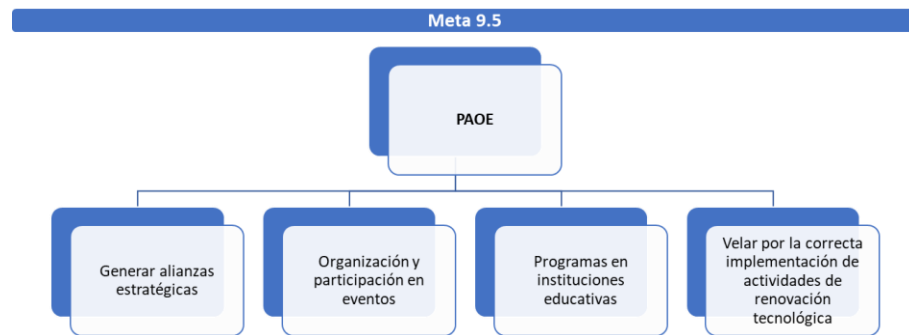 Meta 9.5
PAOE
Generar alianzas
estratégicas
Organización y
participación en
eventos
Programas en
instituciones
educativas
Velar por la correcta
implementación de
actividades de
renovación
tecnológica